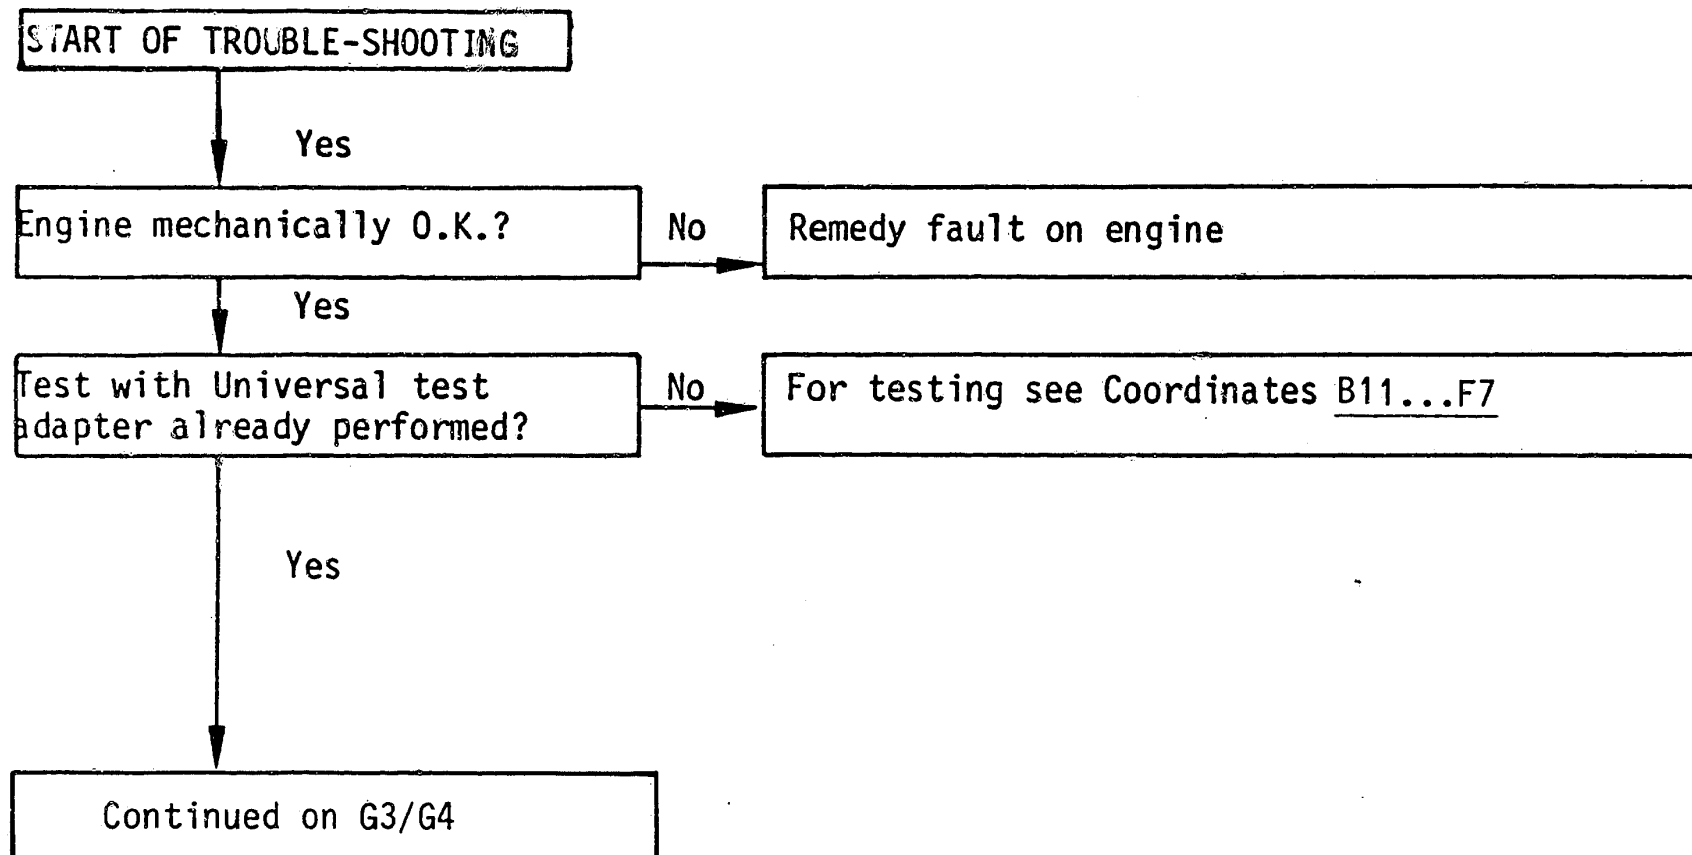 START OF TROUBLE-SHOOTING
Yes
Engine mechanically O.K.?
No
Remedy fault on engine
Yes
Test with Universal test
adapter already performed?
No
For testing see Coordinates B11...F7
Yes
Continued on G3/G4